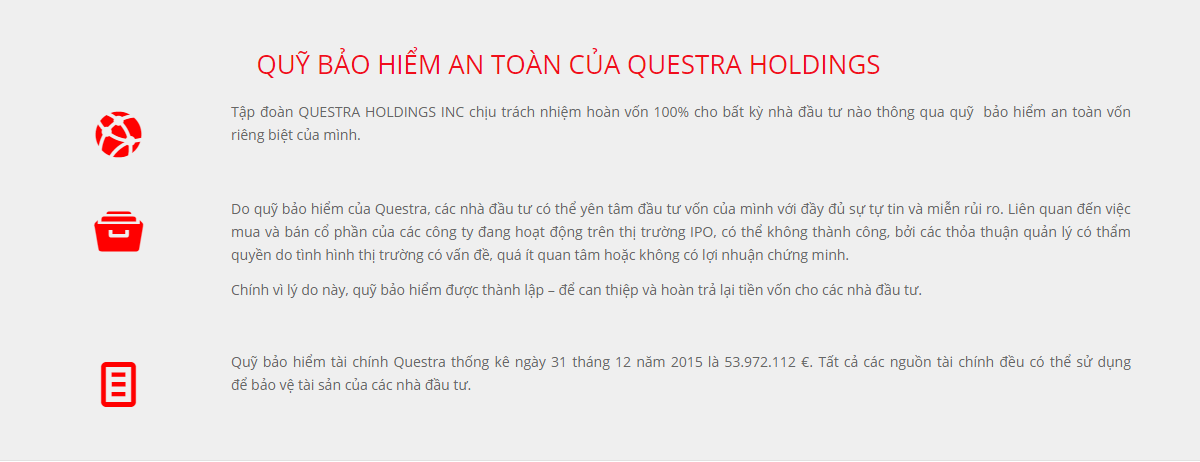 QUỸ BẢO HIỂM AN TOÀN CỦA QUESTRA HOLDINGS
Tập đoàn QUESTRA HOLDINGS INC chịu trách nhiệm hoàn vốn 100% cho bất kỳ nhà đầu tư nào thông qua quỹ bảo hiểm an toàn vốn
riêng biệt của mình.
Do quỹ bảo hiểm của Questra, các nhà đầu tư có thể yên tâm đầu tư vốn của mình với đầy đủ sự tự tin và miễn rủi ro. Liên quan đến việc
mua và bán cổ phần của các công ty đang hoạt động trên thị trường IPO, có thể không thành công, bởi các thỏa thuận quản lý có thẩm
quyền do tình hình thị trường có vấn đề, quá ít quan tâm hoặc không có lợi nhuận chứng minh.
Chính vì lý do này, quỹ bảo hiểm được thành lập – để can thiệp và hoàn trả lại tiền vốn cho các nhà đầu tư.
Quỹ bảo hiểm tài chính Questra thống kê ngày 31 tháng 12 năm 2015 là 53.972.112 €. Tất cả các nguồn tài chính đều có thể sử dụng
để bảo vệ tài sản của các nhà đầu tư.